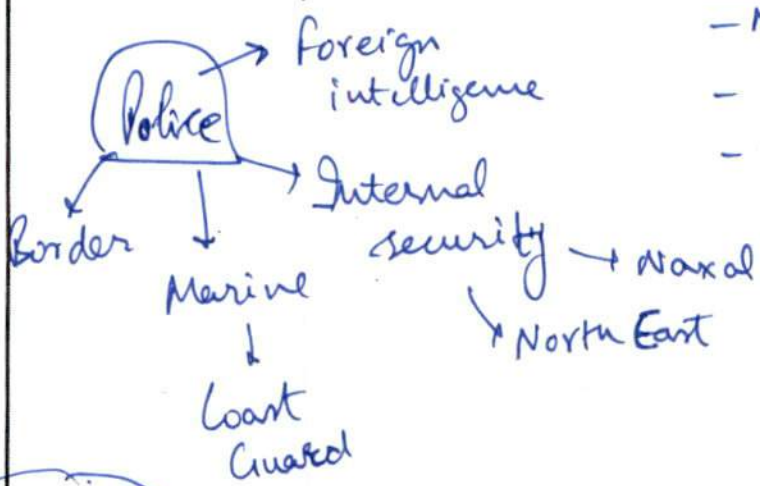 Foreign
intelligence
Police
Internal
security → Naxal
Border
Marine
North East
Coast
Guard